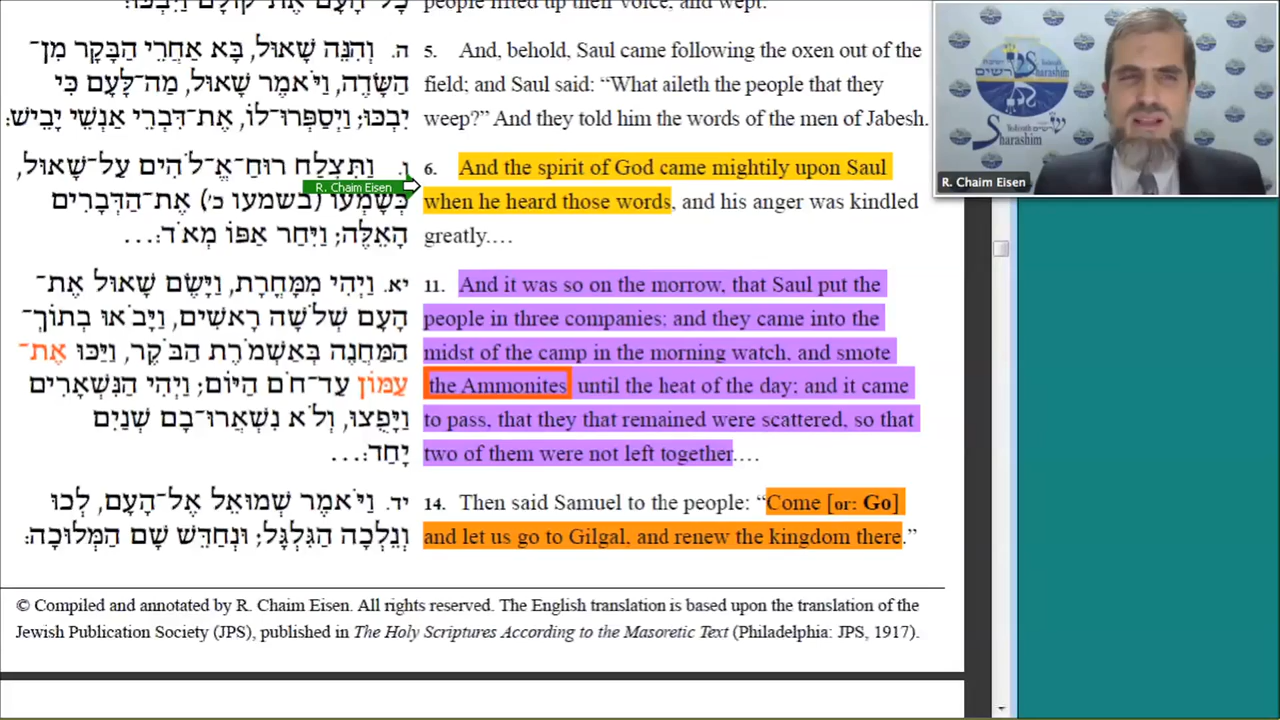 כָל־הָעָם אֶת־קוֹלָם וַיִּבְכּוּ:
people lifted up their voice, and wept.
ה. וְהִנֵּה שָׁאוּל, בָּא אַחֲרֵי הַבָּקָר מִן־
הַשָּׂדֶה, וַיֹּאמֶר שָׁאוּל, מַה־לָּעָם כִּי
יִבְכּוּ; וַיְסַפְּרוּ־לוֹ, אֶת־דִּבְרֵי אַנְשֵׁי יָבֵישׁ:
5. And, behold, Saul came following the oxen out of the
field; and Saul said: “What aileth the people that they
weep?” And they told him the words of the men of Jabesh.
ו. וַתִּצְלַח רוּחַ־אֱ־לֹהִים עַל־שָׁאוּל,
כְּשָׁמְעוֹ (בשמעו כ׳) אֶת־הַדְּבָרִים
הָאֵלֶּה; וַיִּחַר אַפּוֹ מְאֹד:...
R. Chaim Eisen
6. And the spirit of God came mightily upon Saul
when he heard those words, and his anger was kindled
greatly....
יא. וַיְהִי מִמָּחֳרָת, וַיָּשֶׂם שָׁאוּל אֶת־
הָעָם שְׁלֹשָׁה רָאשִׁים, וַיָּבֹאוּ בְתוֹךְ־
הַמַּחֲנֶה בְּאַשְׁמֹרֶת הַבֹּקֶר, וַיַּכּוּ אֶת־
עַמּוֹן עַד־חֹם הַיּוֹם; וַיְהִי הַנִּשְׁאָרִים
וַיָּפֻצוּ, וְלֹא נִשְׁאֲרוּ־בָם שְׁנַיִם
יָחַד:...
11. And it was so on the morrow, that Saul put the
people in three companies; and they came into the
midst of the camp in the morning watch, and smote
the Ammonites until the heat of the day; and it came
to pass, that they that remained were scattered, so that
two of them were not left together....
יד. וַיֹּאמֶר שְׁמוּאֵל אֶל־הָעָם, לְכוּ
וְנֵלְכָה הַגִּלְגָּל; וּנְחַדֵּשׁ שָׁם הַמְּלוּכָה:
14. Then said Samuel to the people: “Come [or: Go]
and let us go to Gilgal, and renew the kingdom there.”
© Compiled and annotated by R. Chaim Eisen. All rights reserved. The English translation is based upon the translation of the
Jewish Publication Society (JPS), published in The Holy Scriptures According to the Masoretic Text (Philadelphia: JPS, 1917).
Sharashim
Sharashim
R. Chaim Eisen